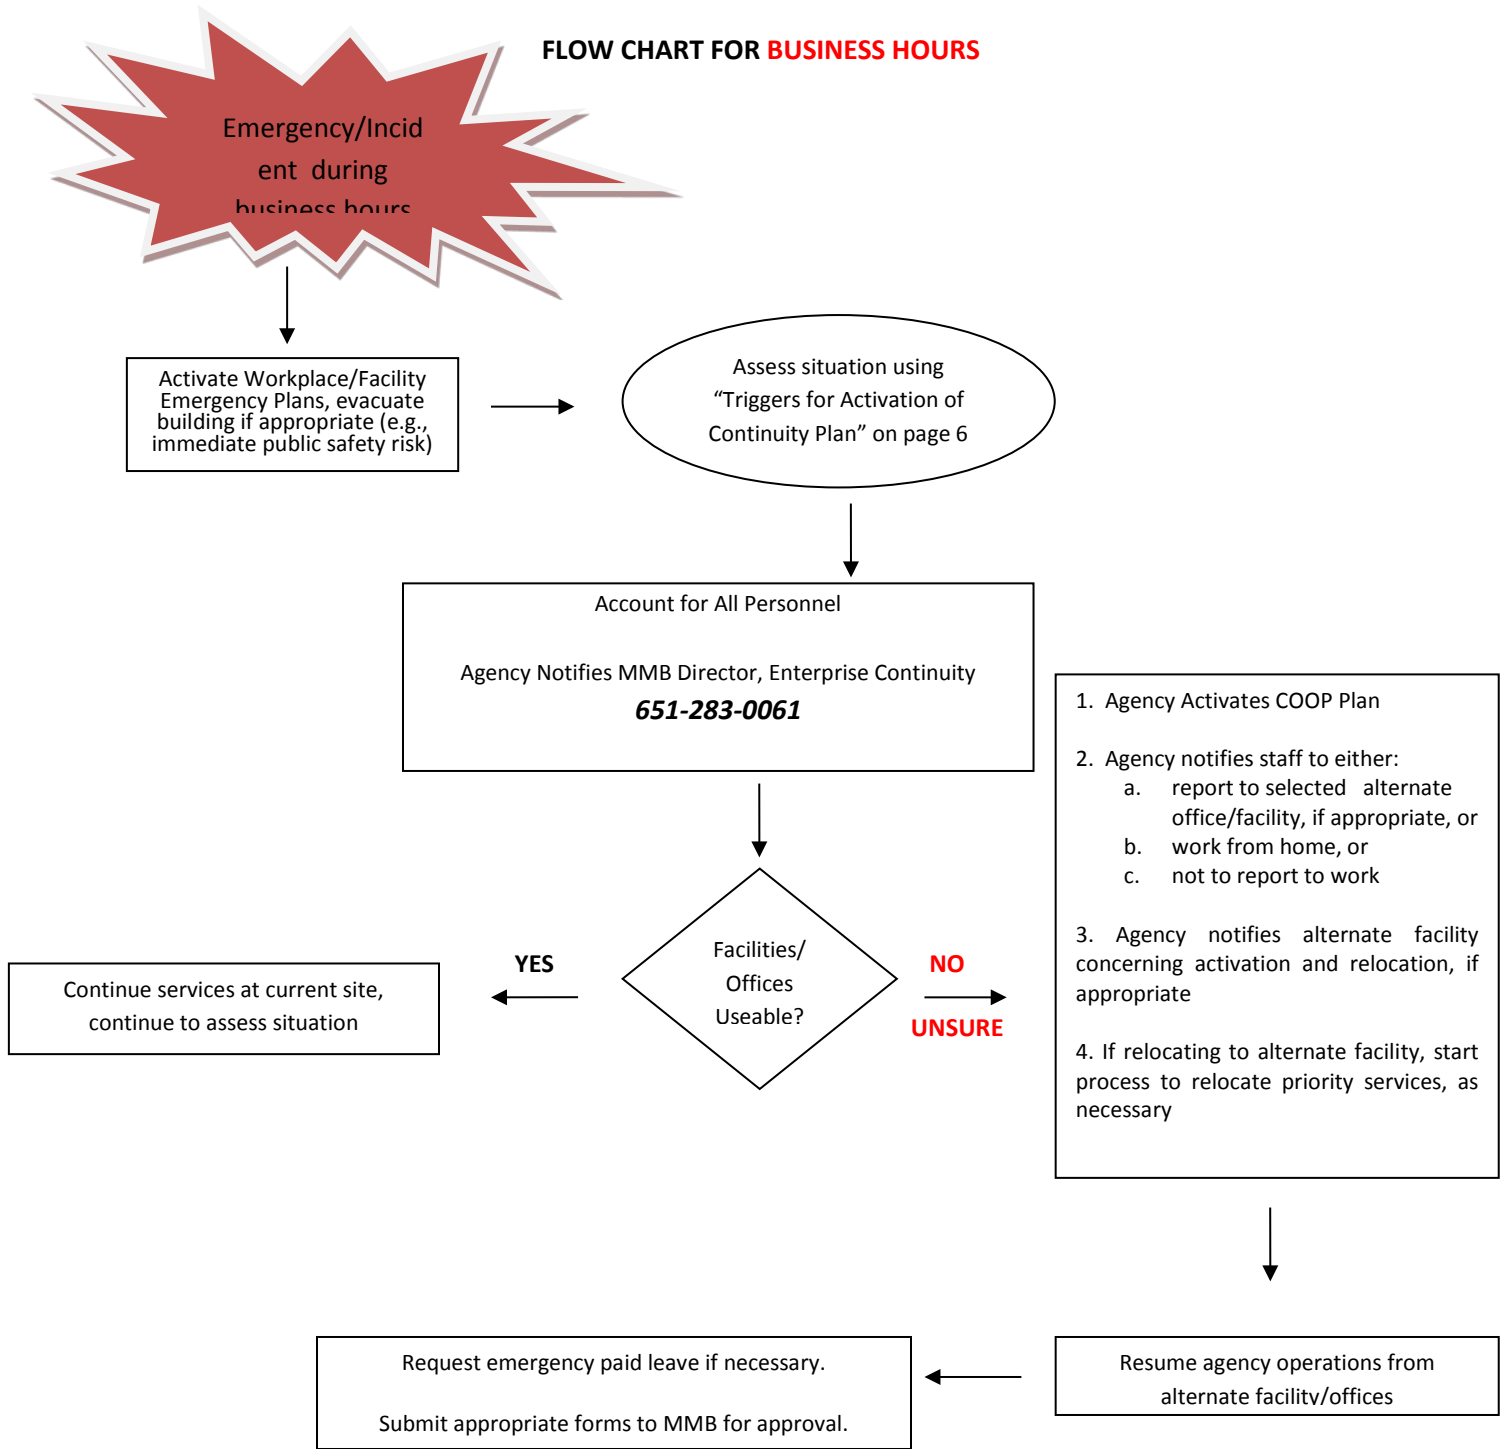 FLOW CHART FOR BUSINESS HOURS
Emergency/Incid
ent during
business hours
Activate Workplace/Facility
Emergency Plans, evacuate
building if appropriate (e.g.,
immediate public safety risk)
Assess situation using
“Triggers for Activation of
Continuity Plan” on page 6
Account for All Personnel
Agency Notifies MMB Director, Enterprise Continuity
651-283-0061
1. Agency Activates COOP Plan
2. Agency notifies staff to either:
a. report to selected alternate
office/facility, if appropriate, or
b. work from home, or
c. not to report to work
3. Agency notifies alternate facility
concerning activation and relocation, if
appropriate
4. If relocating to alternate facility, start
process to relocate priority services, as
necessary
Facilities/
Offices
Useable?
YES
NO
UNSURE
Continue services at current site,
continue to assess situation
Resume agency operations from
alternate facility/offices
Request emergency paid leave if necessary.
Submit appropriate forms to MMB for approval.